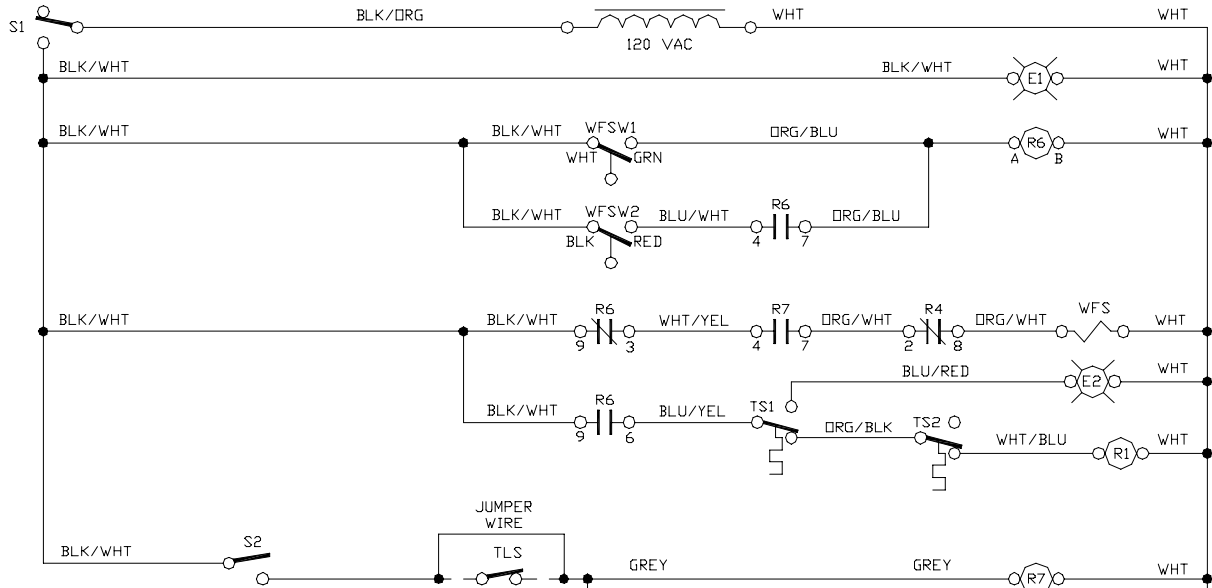 S1 BLK/ORG WHT WHT
120 VAC
BLK/WHT BLK/WHT E1 WHT
BLK/WHT BLK/WHT WFSW1 ORG/BLU R6 WHT
WHT GRN A B
BLK/WHT WFSW2 BLU/WHT R6 ORG/BLU
BLK RED 4 7
BLK/WHT BLK/WHT R6 WHT/YEL R7 ORG/WHT R4 ORG/WHT WFS WHT
9 3 4 7 2 8
BLU/RED E2 WHT
BLK/WHT R6 BLU/YEL TS1 ORG/BLK TS2 WHT/BLU R1 WHT
9 6
JUMPER
WIRE
BLK/WHT S2 TLS GREY GREY R7 WHT